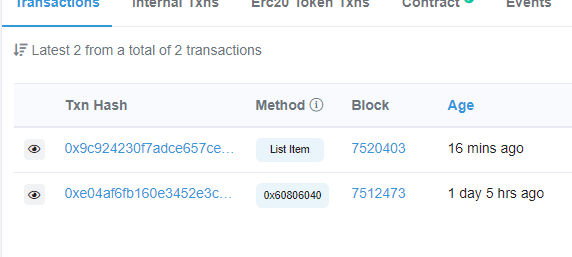 Transactions Internal Txns Erc20 Token Txns Contract Events
Latest 2 from a total of 2 transactions
Txn Hash Method Block Age
0x9c924230f7adce657ce... List Item 7520403 16 mins ago
0xe04af6fb160e3452e3c... 0x60806040 7512473 1 day 5 hrs ago